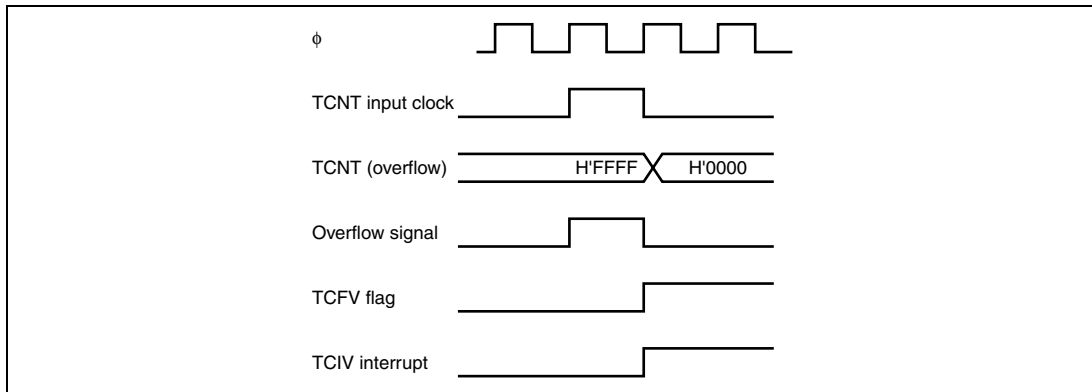 ϕ
TCNT input clock
TCNT (overflow) H'FFFF H'0000
Overflow signal
TCFV flag
TCIV interrupt